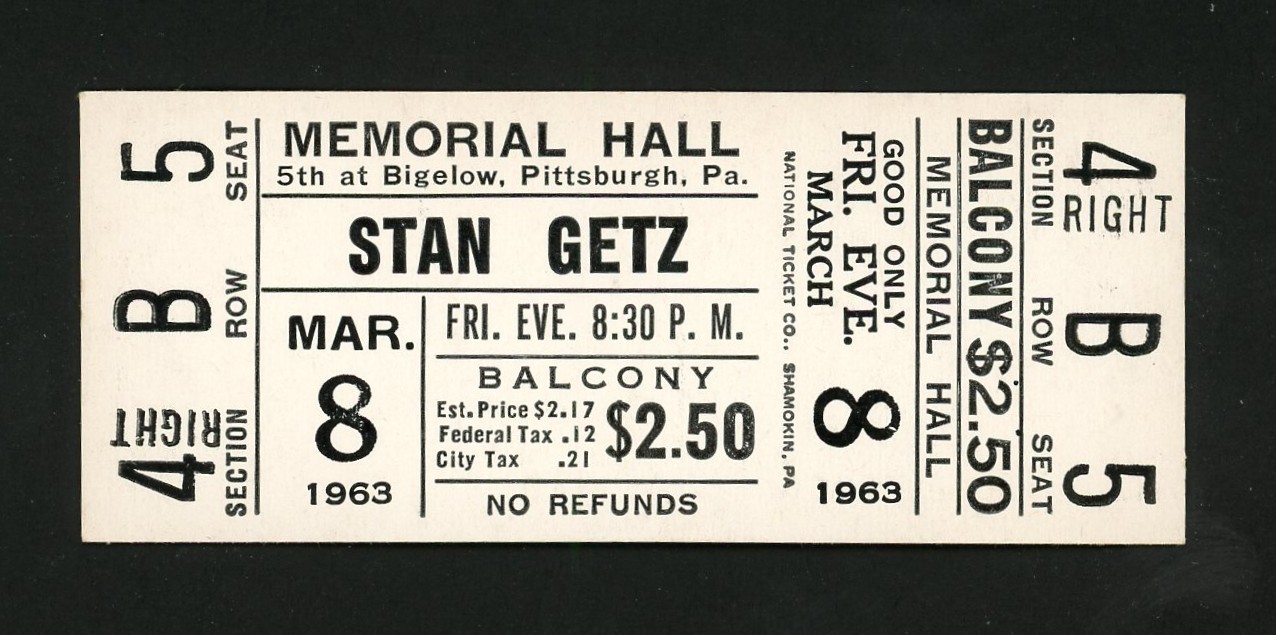 5 SEAT
B ROW
4 RIGHT SECTION
MEMORIAL HALL
5th at Bigelow, Pittsburgh, Pa.
STAN GETZ
MAR.
8
1963
FRI. EVE. 8:30 P. M.
BALCONY
Est. Price $2.17
Federal Tax .12
City Tax .21
$2.50
NO REFUNDS
NATIONAL TICKET CO., SHAMOKIN, PA
GOOD ONLY
FRI. EVE.
MARCH
8
1963
MEMORIAL HALL
BALCONY $2.50
SECTION 4 RIGHT
ROW B
SEAT 5